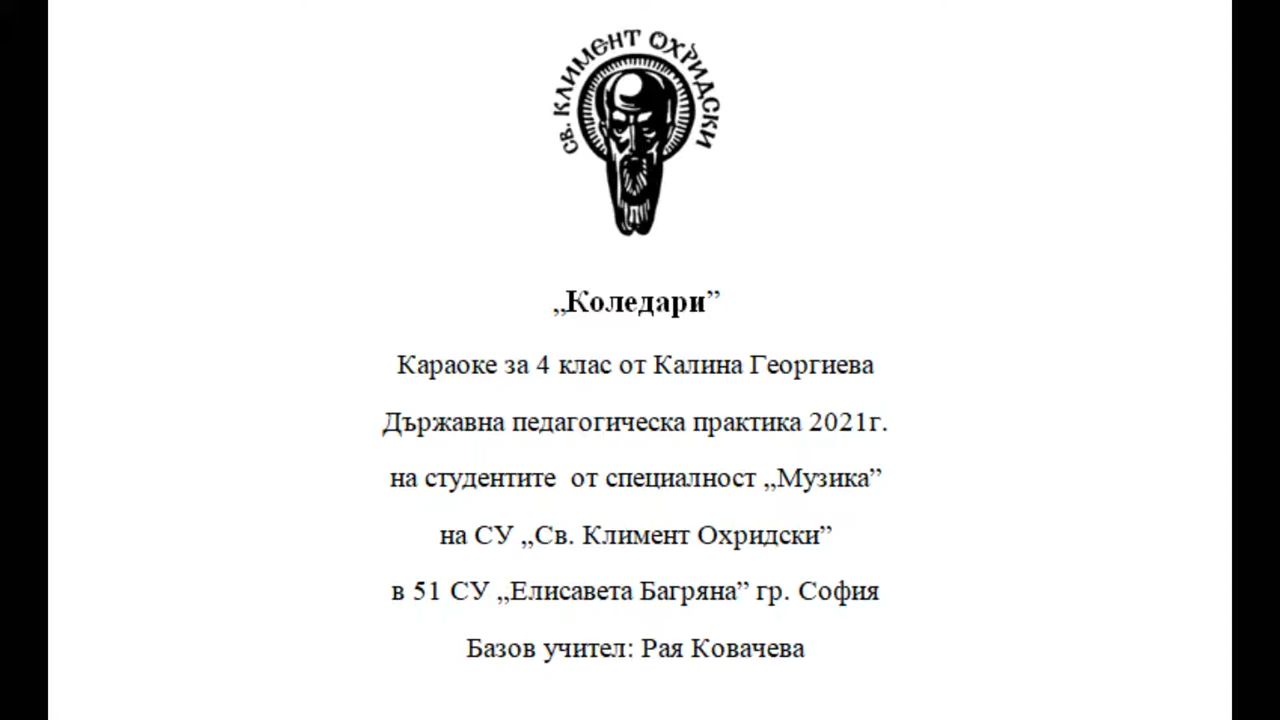 Св. Климент Охридски
„Коледари”
Караоке за 4 клас от Калина Георгиева
Държавна педагогическа практика 2021г.
на студентите от специалност „Музика”
на СУ „Св. Климент Охридски”
в 51 СУ „Елисавета Багряна” гр. София
Базов учител: Рая Ковачева